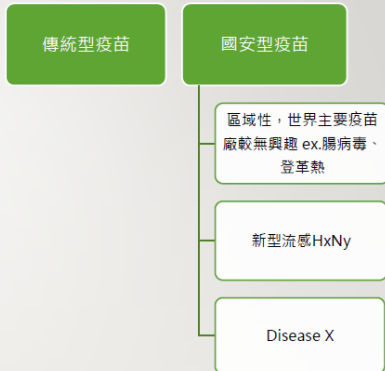 傳統型疫苗
國安型疫苗
區域性，世界主要疫苗
廠較無興趣 ex.腸病毒、
登革熱
新型流感HxNy
Disease X